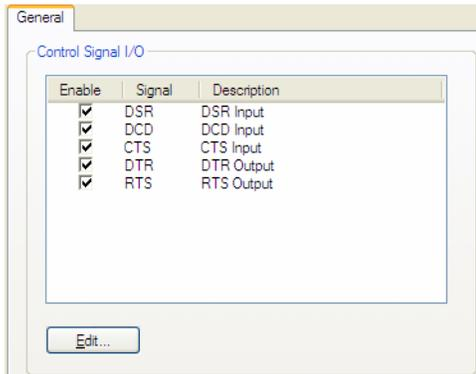 General
Control Signal I/O
Enable Signal Description
DSR DSR Input
DCD DCD Input
CTS CTS Input
DTR DTR Output
RTS RTS Output
Edit...